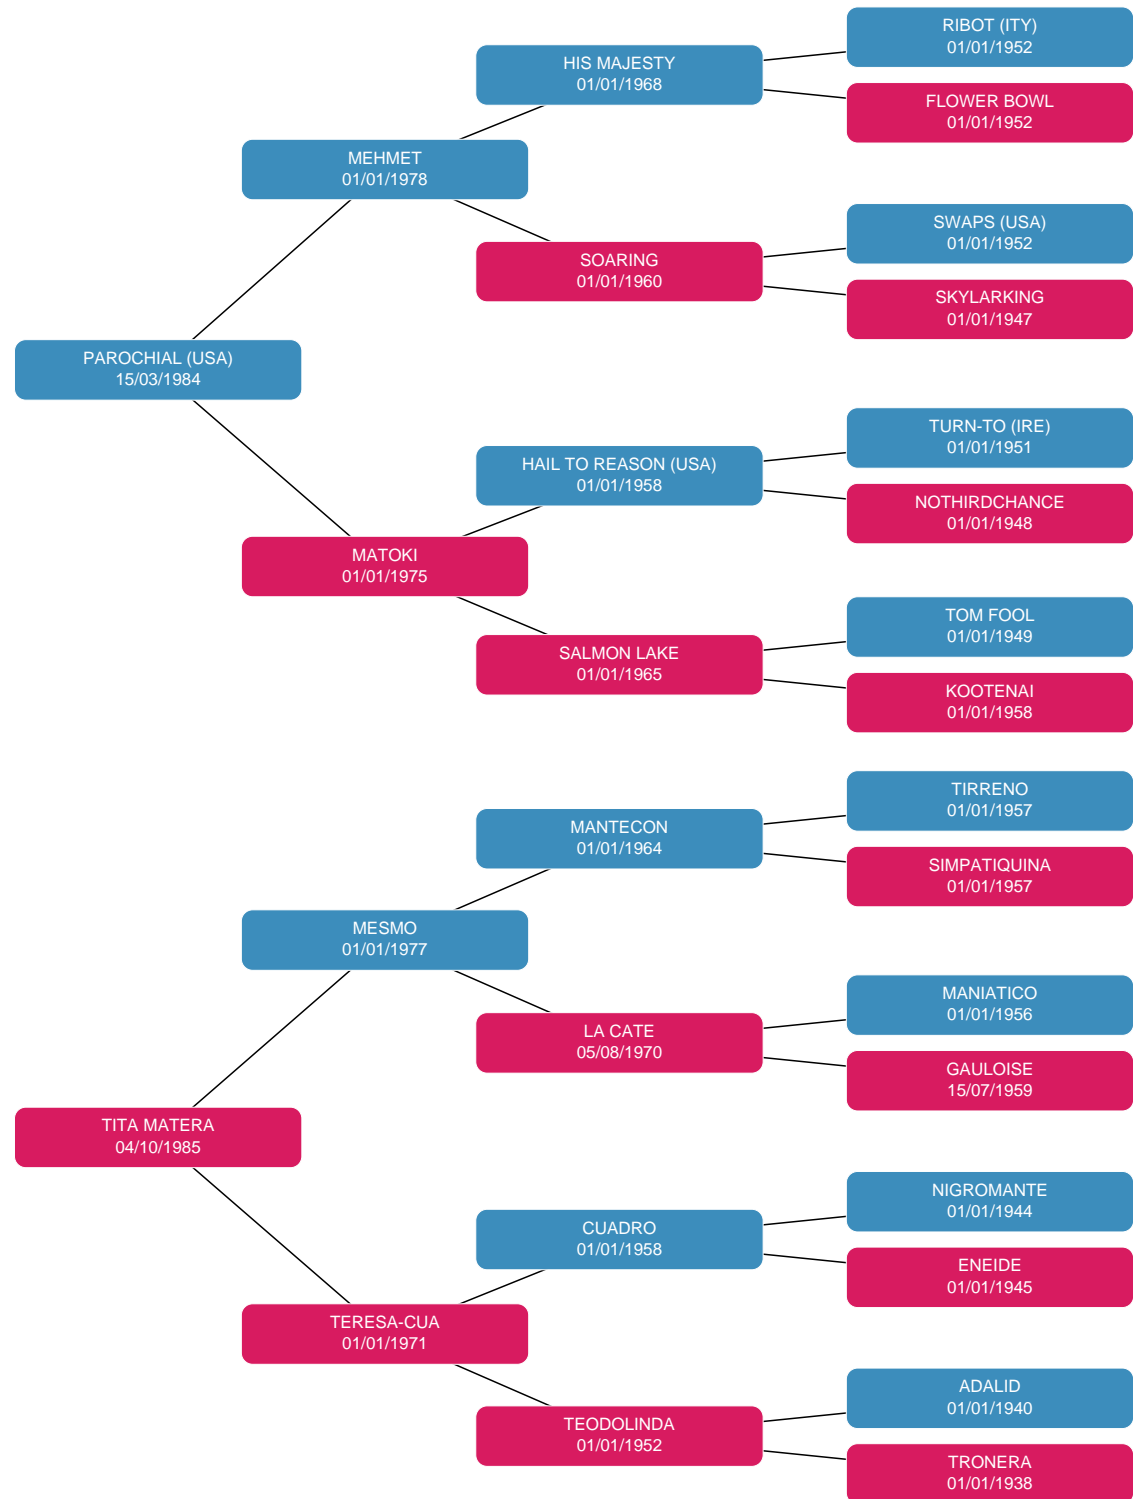 RIBOT (ITY)
01/01/1952
HIS MAJESTY
01/01/1968
FLOWER BOWL
01/01/1952
MEHMET
01/01/1978
SWAPS (USA)
01/01/1952
SOARING
01/01/1960
SKYLARKING
01/01/1947
PAROCHIAL (USA)
15/03/1984
TURN-TO (IRE)
01/01/1951
HAIL TO REASON (USA)
01/01/1958
NOTHIRDCHANCE
01/01/1948
MATOKI
01/01/1975
TOM FOOL
01/01/1949
SALMON LAKE
01/01/1965
KOOTENAI
01/01/1958
TIRRENO
01/01/1957
MANTECON
01/01/1964
SIMPATIQUINA
01/01/1957
MESMO
01/01/1977
MANIATICO
01/01/1956
LA CATE
05/08/1970
GAULOISE
15/07/1959
TITA MATERA
04/10/1985
NIGROMANTE
01/01/1944
CUADRO
01/01/1958
ENEIDE
01/01/1945
TERESA-CUA
01/01/1971
ADALID
01/01/1940
TEODOLINDA
01/01/1952
TRONERA
01/01/1938